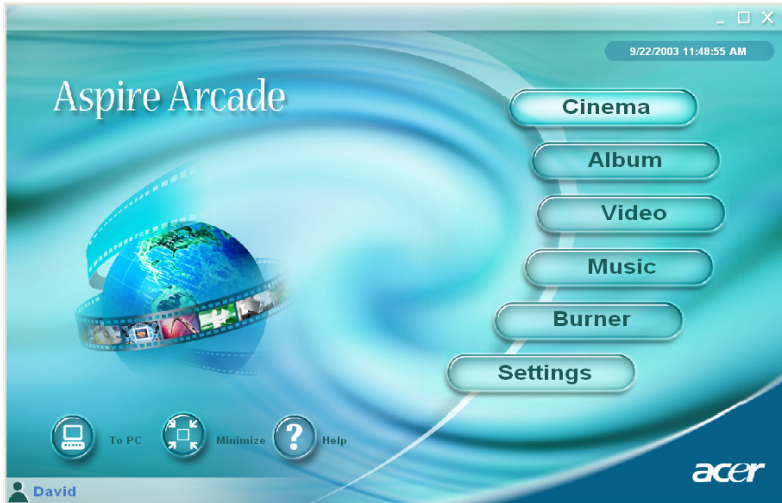 9/22/2003 11:48:55 AM
Aspire Arcade
Cinema
Album
Video
Music
Burner
Settings
To PC
Minimize
Help
acer
David